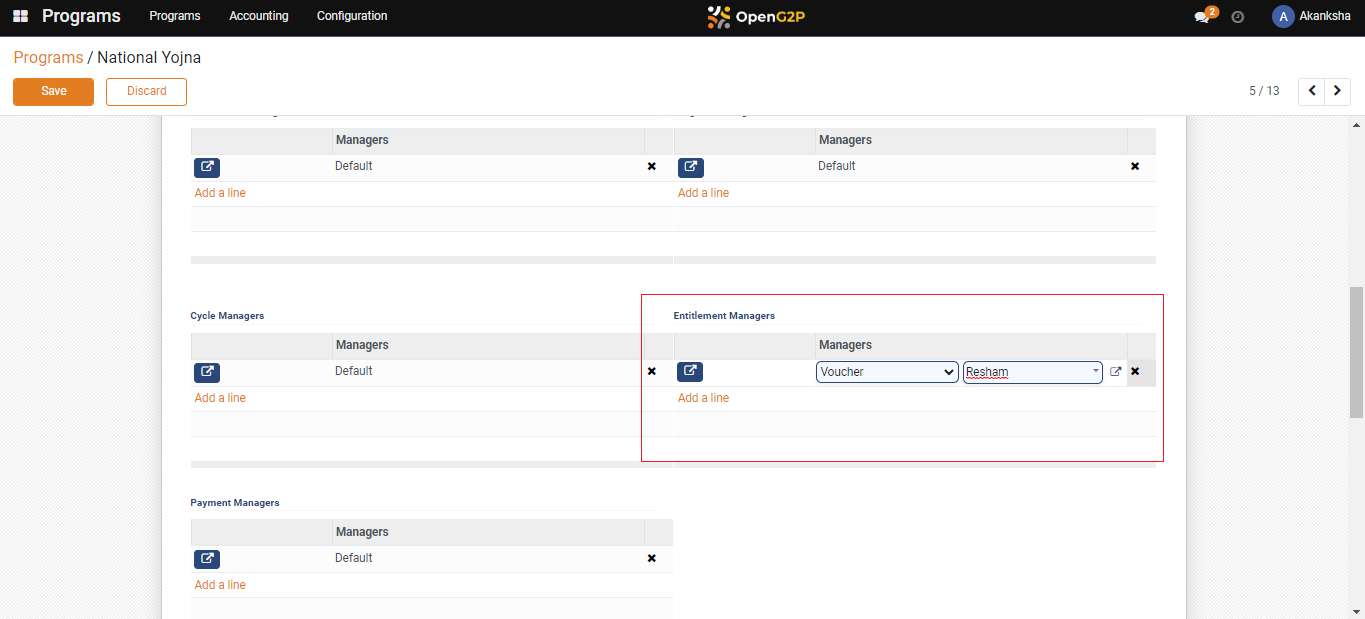 Programs Programs Accounting Configuration OpenG2P 2 A Akanksha
Programs / National Yojna
Save Discard 5 / 13
Managers Managers
Default Default
Add a line Add a line
Cycle Managers Entitlement Managers
Managers Managers
Default Voucher Resham
Add a line Add a line
Payment Managers
Managers
Default
Add a line